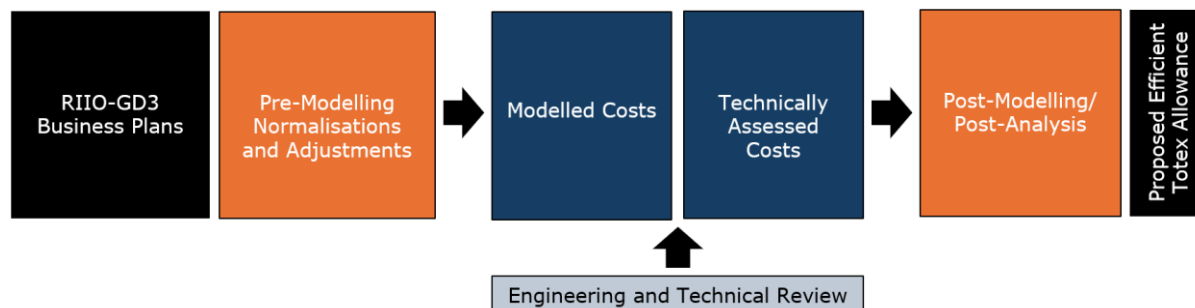 RIIO-GD3
Business Plans
Pre-Modelling
Normalisations
and Adjustments
Modelled Costs
Technically
Assessed
Costs
Post-Modelling/
Post-Analysis
Proposed Efficient
Totex Allowance
Engineering and Technical Review